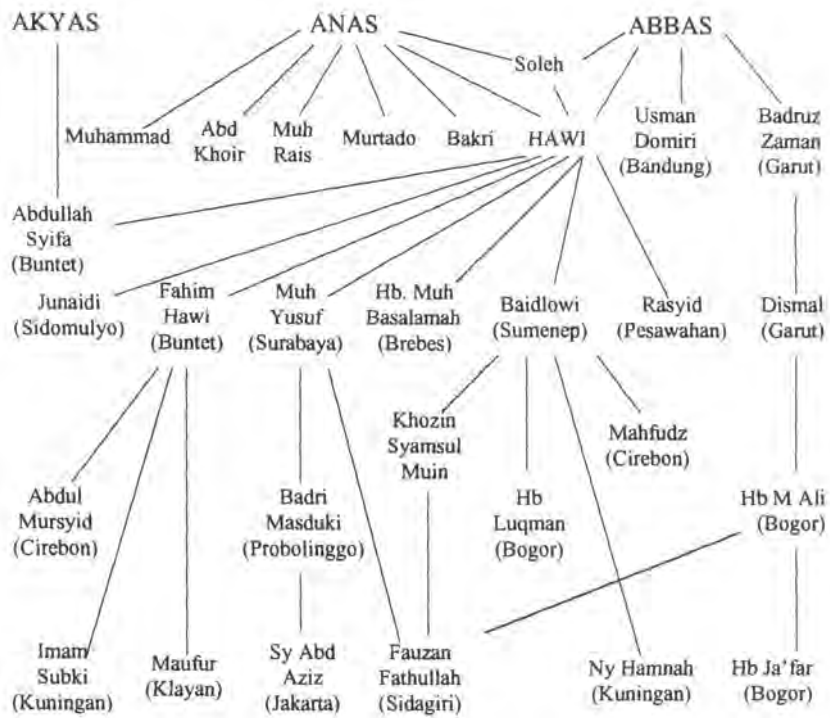 AKYAS
ANAS
ABBAS
Soleh
Muhammad
Abd
Khoir
Muh
Rais
Murtado
Bakri
HAWI
Usman
Domiri
(Bandung)
Badruz
Zaman
(Garut)
Abdullah
Syifa
(Buntet)
Junaidi
(Sidomulyo)
Fahim
Hawi
(Buntet)
Muh
Yusuf
(Surabaya)
Hb. Muh
Basalamah
(Brebes)
Baidlowi
(Sumenep)
Rasyid
(Pesawahan)
Dismal
(Garut)
Khozin
Syamsul
Muin
Mahfudz
(Cirebon)
Abdul
Mursyid
(Cirebon)
Badri
Masduki
(Probolinggo)
Hb
Luqman
(Bogor)
Hb M Ali
(Bogor)
Imam
Subki
(Kuningan)
Maufur
(Klayan)
Sy Abd
Aziz
(Jakarta)
Fauzan
Fathullah
(Sidagiri)
Ny Hamnah
(Kuningan)
Hb Ja'far
(Bogor)